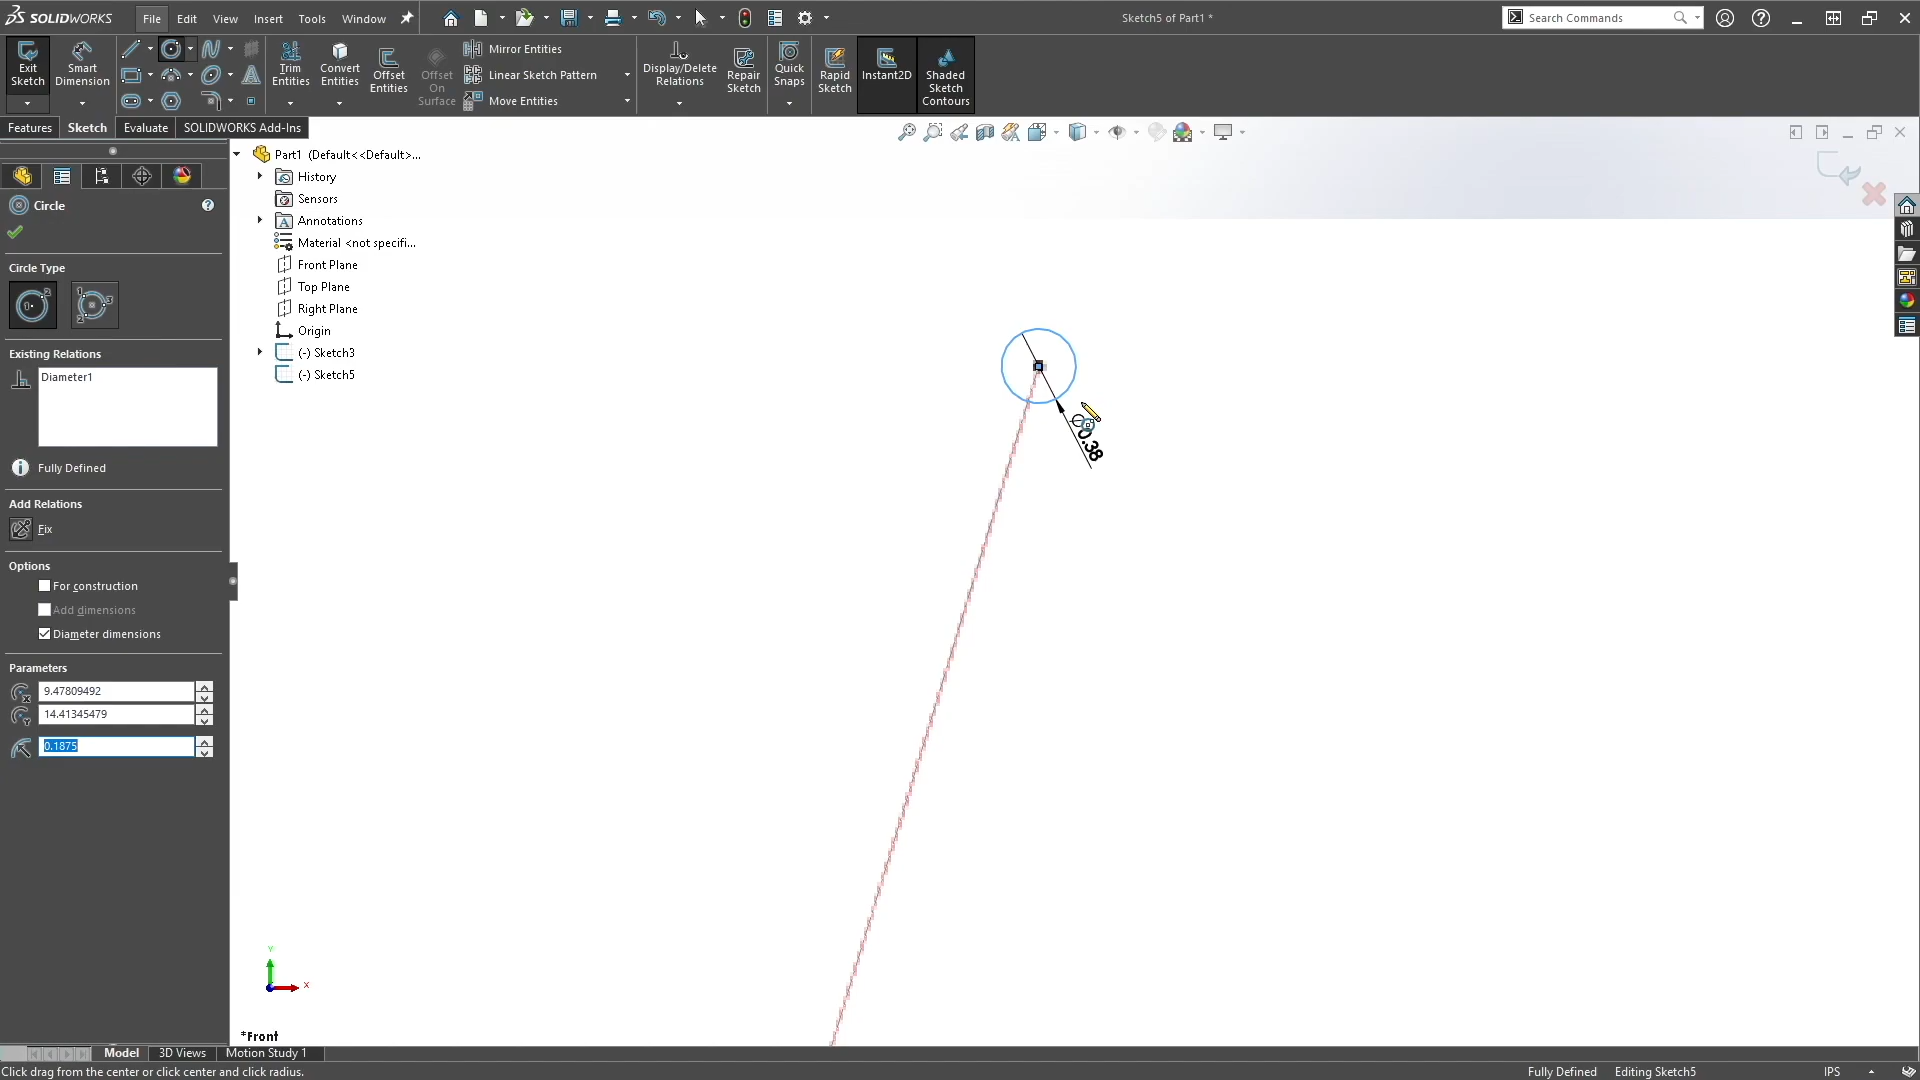 SOLIDWORKS File Edit View Insert Tools Window Sketch5 of Part1 * Search Commands
Exit Sketch
Smart Dimension
Trim Entities
Convert Entities
Offset Entities
Offset On Surface
Mirror Entities
Linear Sketch Pattern
Move Entities
Display/Delete Relations
Repair Sketch
Quick Snaps
Rapid Sketch
Instant2D
Shaded Sketch Contours
Features Sketch Evaluate SOLIDWORKS Add-Ins
Circle
Circle Type
Existing Relations
Diameter1
Fully Defined
Add Relations
Fix
Options
For construction
Add dimensions
Diameter dimensions
Parameters
9.47809492
14.41345479
0.1875
Part1 (Default<<Default>...
History
Sensors
Annotations
Material <not specifi...
Front Plane
Top Plane
Right Plane
Origin
(-) Sketch3
(-) Sketch5
0.38
Y
X
*Front
Model 3D Views Motion Study 1
Click drag from the center or click center and click radius. Fully Defined Editing Sketch5 IPS